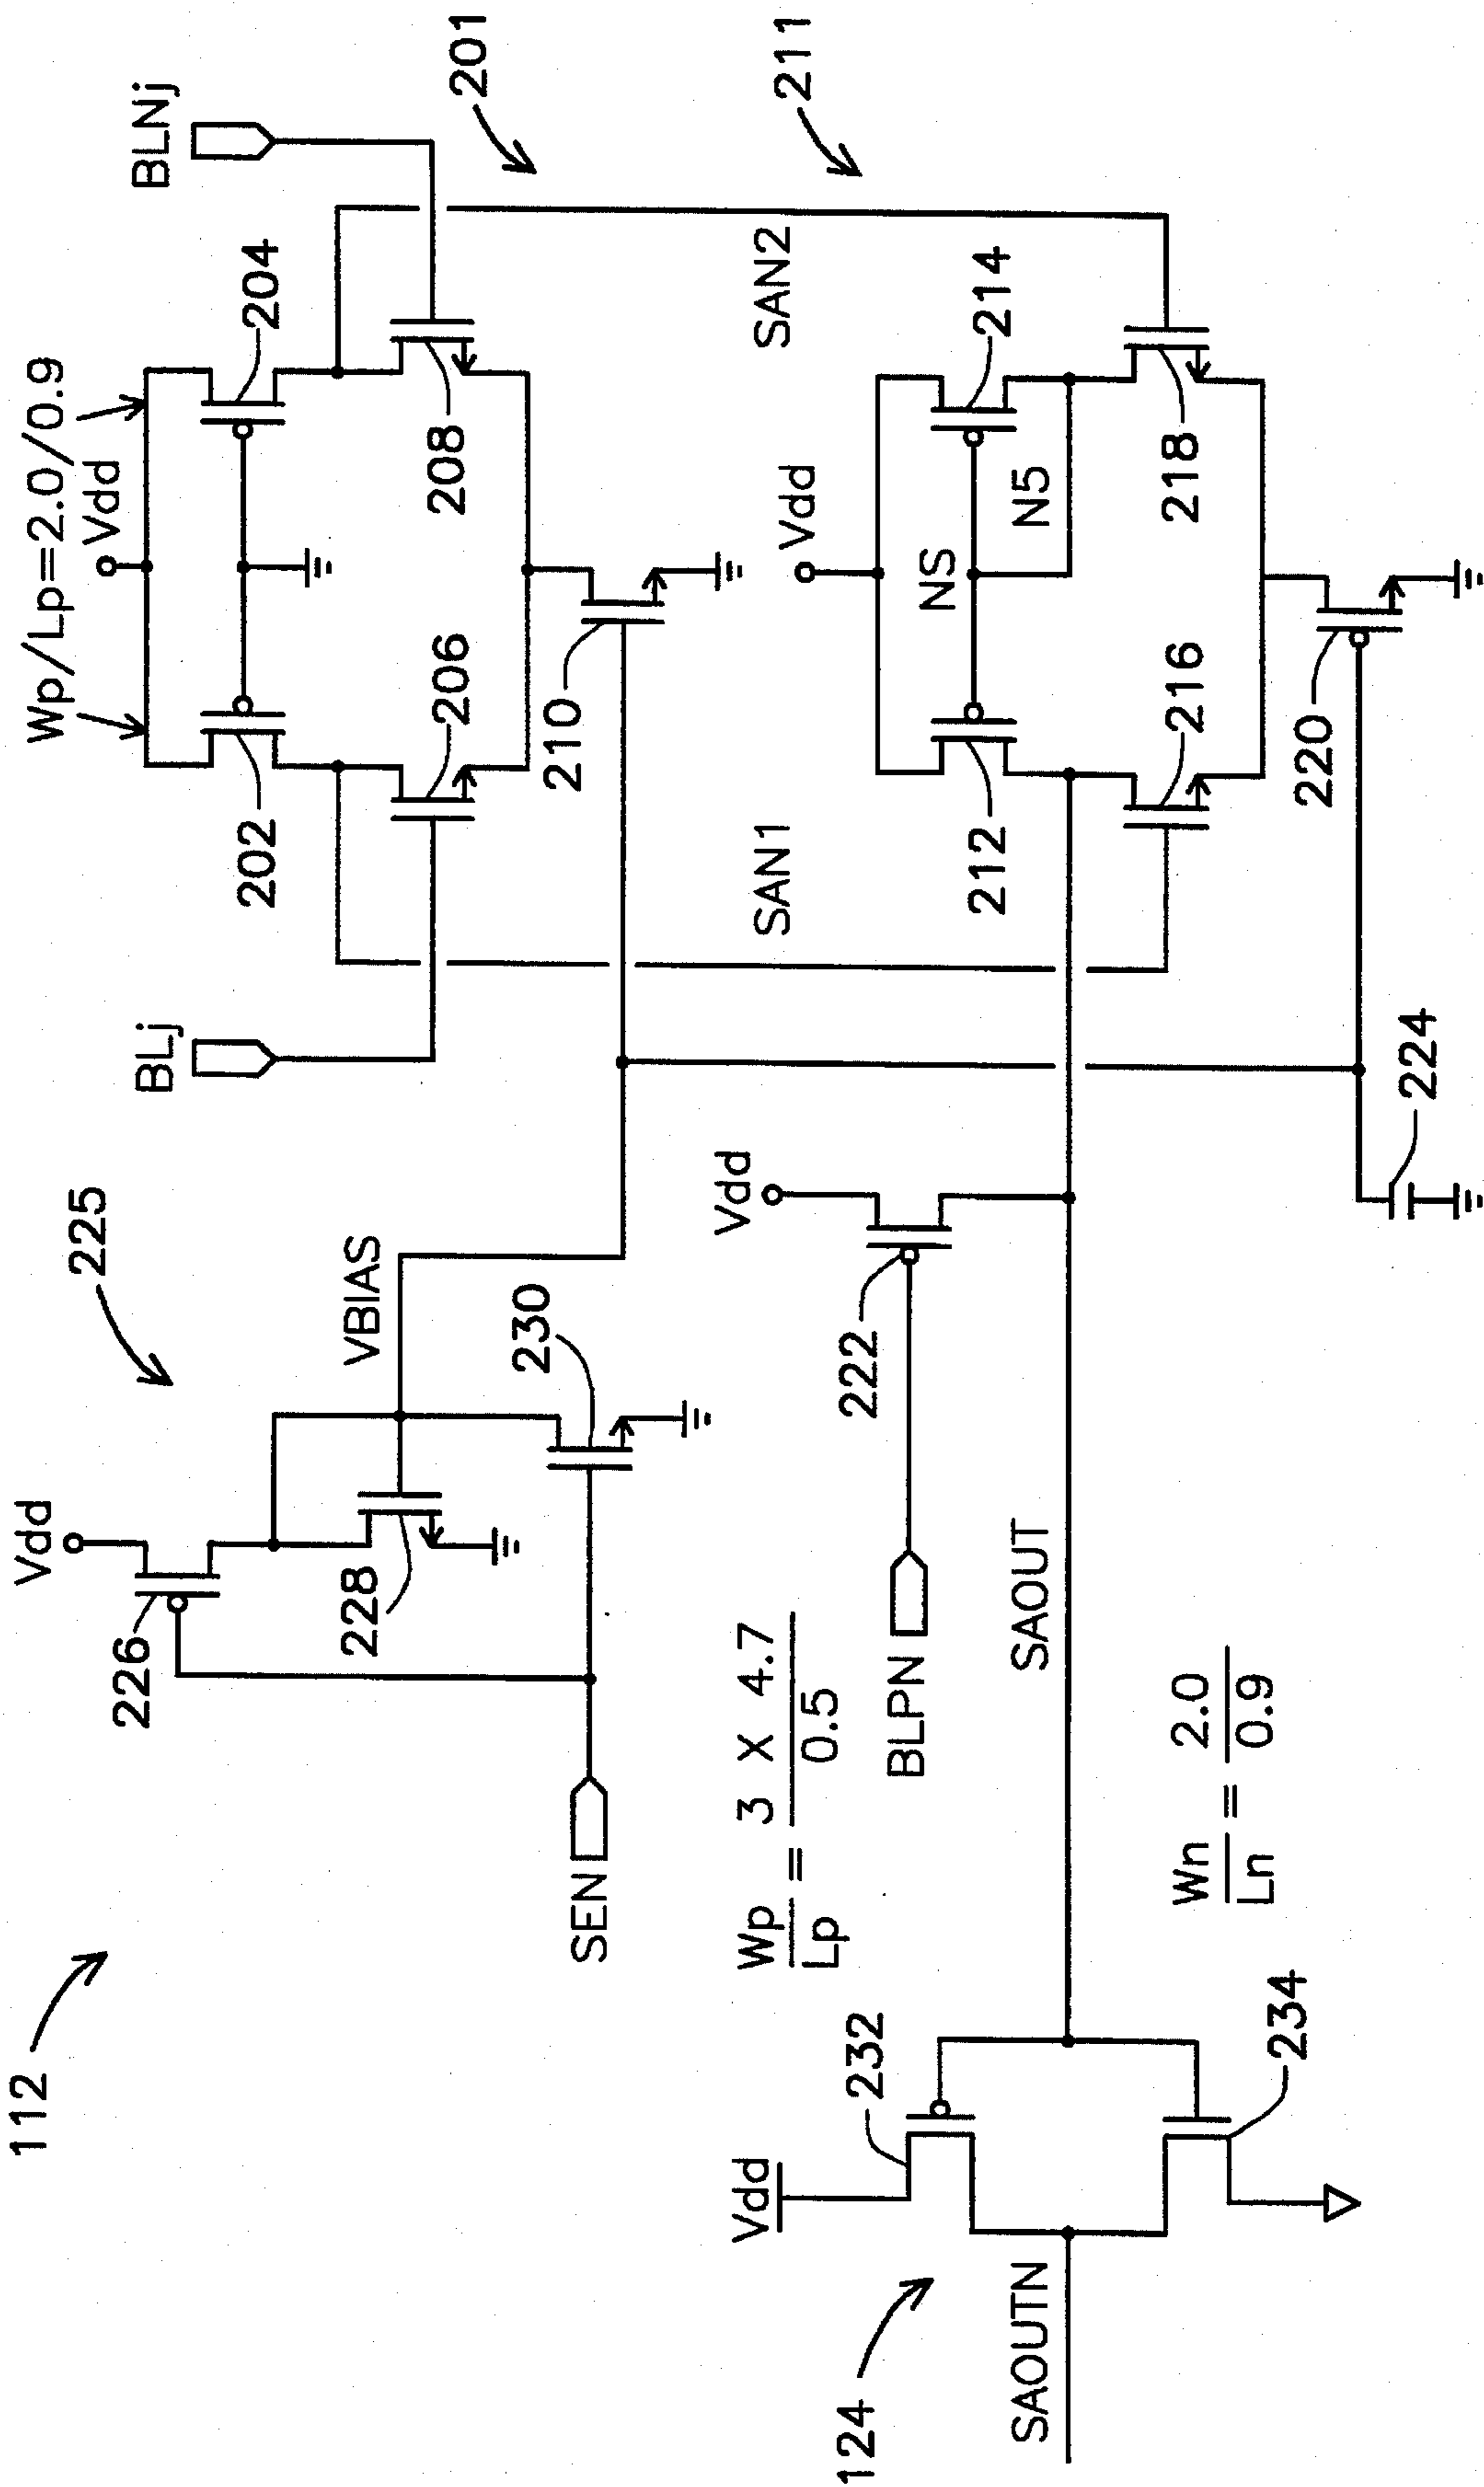 112
225
Vdd
226
228
VBIAS
230
SEN
BLj
Wp/Lp=2.0/0.9
Vdd
202
204
206
208
210
BLNj
201
SAN1
SAN2
211
Vdd
212
214
NS
N5
216
218
220
224
Vdd
222
BLPN
Wp/Lp = 3 X 4.7/0.5
SAOUT
Wn/Ln = 2.0/0.9
Vdd
232
234
124
SAOUTN